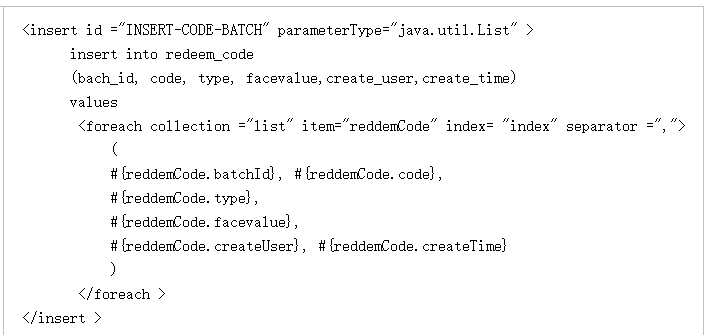 <insert id ="INSERT-CODE-BATCH" parameterType="java.util.List" >
insert into redeem_code
(bach_id, code, type, facevalue,create_user,create_time)
values
<foreach collection ="list" item="reddemCode" index= "index" separator =",">
(
#{reddemCode.batchId}, #{reddemCode.code},
#{reddemCode.type},
#{reddemCode.facevalue},
#{reddemCode.createUser}, #{reddemCode.createTime}
)
</foreach >
</insert >